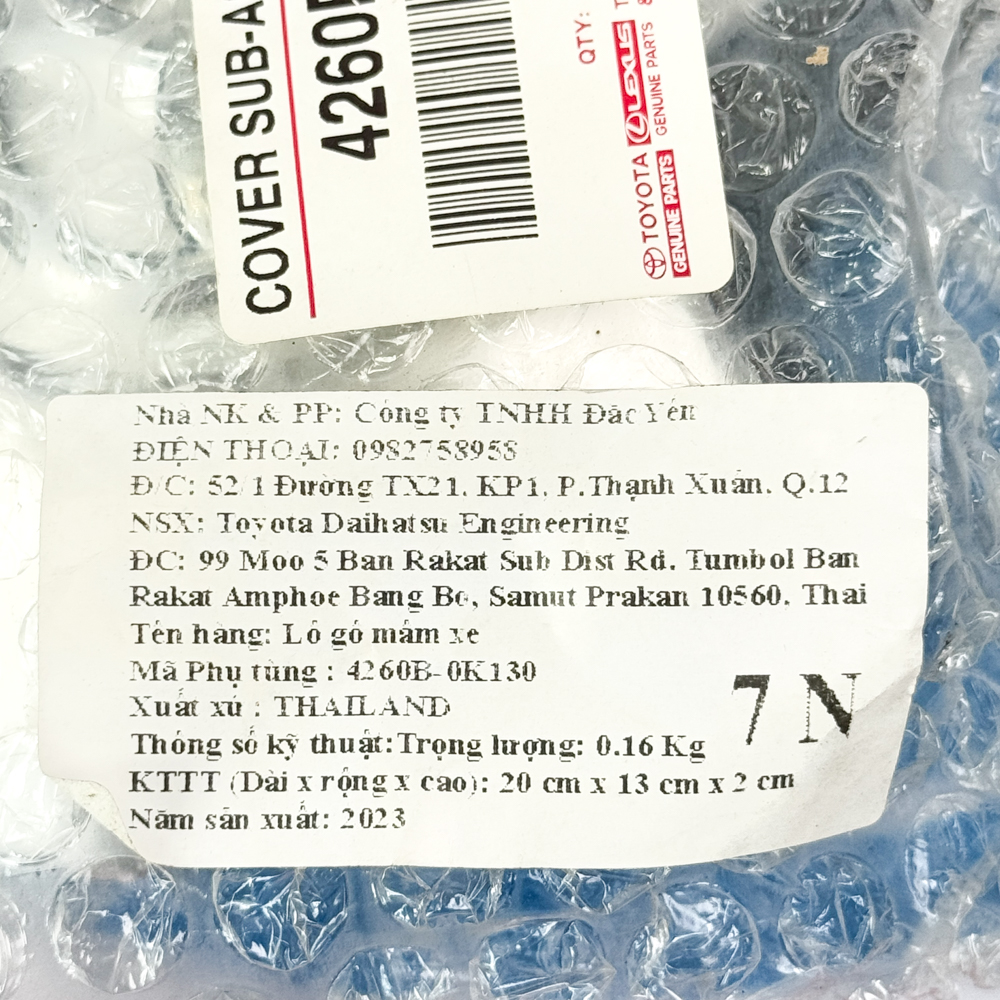 COVER SUB-A
4260
QTY:
TOYOTA LEXUS
GENUINE PARTS GENUINE PARTS
Nhà NK & PP: Công ty TNHH Đắc Yến
ĐIỆN THOẠI: 0982758958
Đ/C: 52/1 Đường TX21, KP1, P.Thạnh Xuân, Q.12
NSX: Toyota Daihatsu Engineering
ĐC: 99 Moo 5 Ban Rakat Sub Dist Rd. Tumbol Ban
Rakat Amphoe Bang Bo, Samut Prakan 10560, Thai
Tên hàng: Lô gô mâm xe
Mã Phụ tùng : 4260B-0K130
Xuất xứ : THAILAND
7 N
Thông số kỹ thuật:Trọng lượng: 0.16 Kg
KTTT (Dài x rộng x cao): 20 cm x 13 cm x 2 cm
Năm sản xuất: 2023